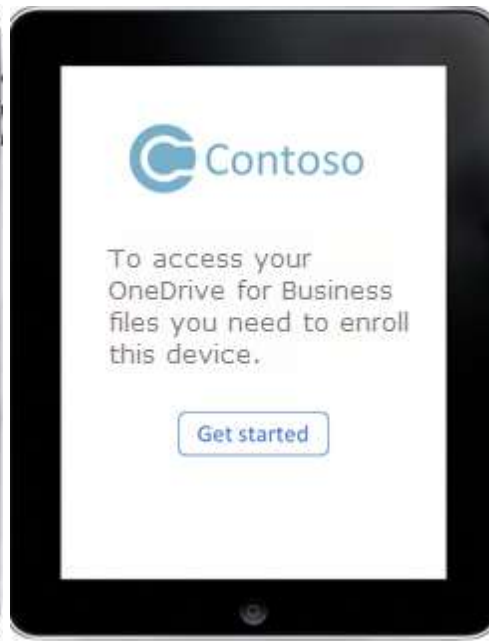 Contoso
To access your
OneDrive for Business
files you need to enroll
this device.
Get started